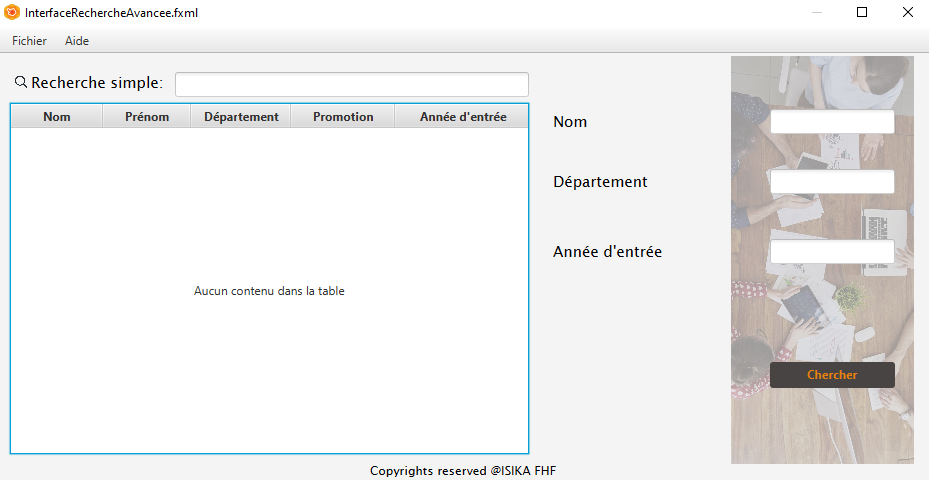 InterfaceRechercheAvancee.fxml
Fichier Aide
Recherche simple:
Nom Prénom Département Promotion Année d'entrée
Aucun contenu dans la table
Nom
Département
Année d'entrée
Chercher
Copyrights reserved @ISIKA FHF